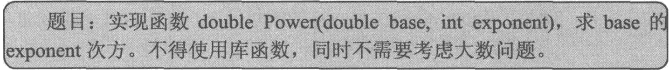 题目：实现函数 double Power(double base, int exponent)，求 base 的
exponent 次方。不得使用库函数，同时不需要考虑大数问题。